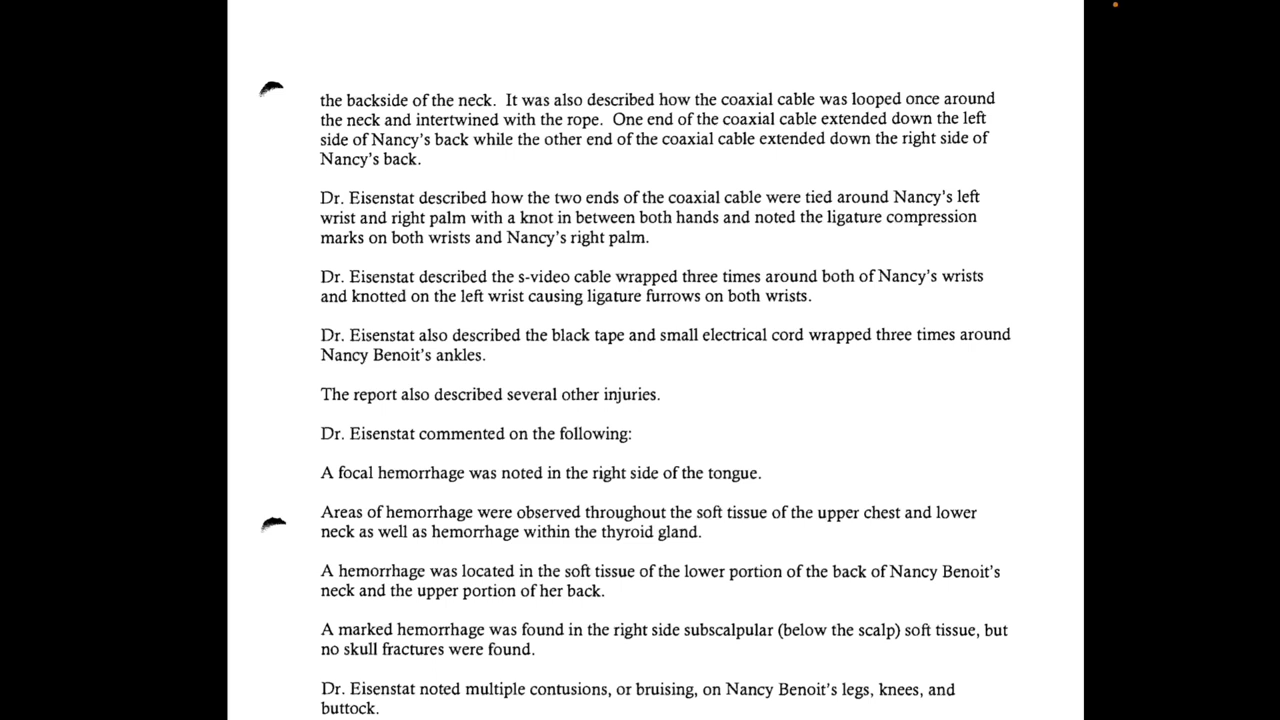 the backside of the neck.  It was also described how the coaxial cable was looped once around
the neck and intertwined with the rope.  One end of the coaxial cable extended down the left
side of Nancy's back while the other end of the coaxial cable extended down the right side of
Nancy's back.
Dr. Eisenstat described how the two ends of the coaxial cable were tied around Nancy's left
wrist and right palm with a knot in between both hands and noted the ligature compression
marks on both wrists and Nancy's right palm.
Dr. Eisenstat described the s-video cable wrapped three times around both of Nancy's wrists
and knotted on the left wrist causing ligature furrows on both wrists.
Dr. Eisenstat also described the black tape and small electrical cord wrapped three times around
Nancy Benoit's ankles.
The report also described several other injuries.
Dr. Eisenstat commented on the following:
A focal hemorrhage was noted in the right side of the tongue.
Areas of hemorrhage were observed throughout the soft tissue of the upper chest and lower
neck as well as hemorrhage within the thyroid gland.
A hemorrhage was located in the soft tissue of the lower portion of the back of Nancy Benoit's
neck and the upper portion of her back.
A marked hemorrhage was found in the right side subscalpular (below the scalp) soft tissue, but
no skull fractures were found.
Dr. Eisenstat noted multiple contusions, or bruising, on Nancy Benoit's legs, knees, and
buttock.